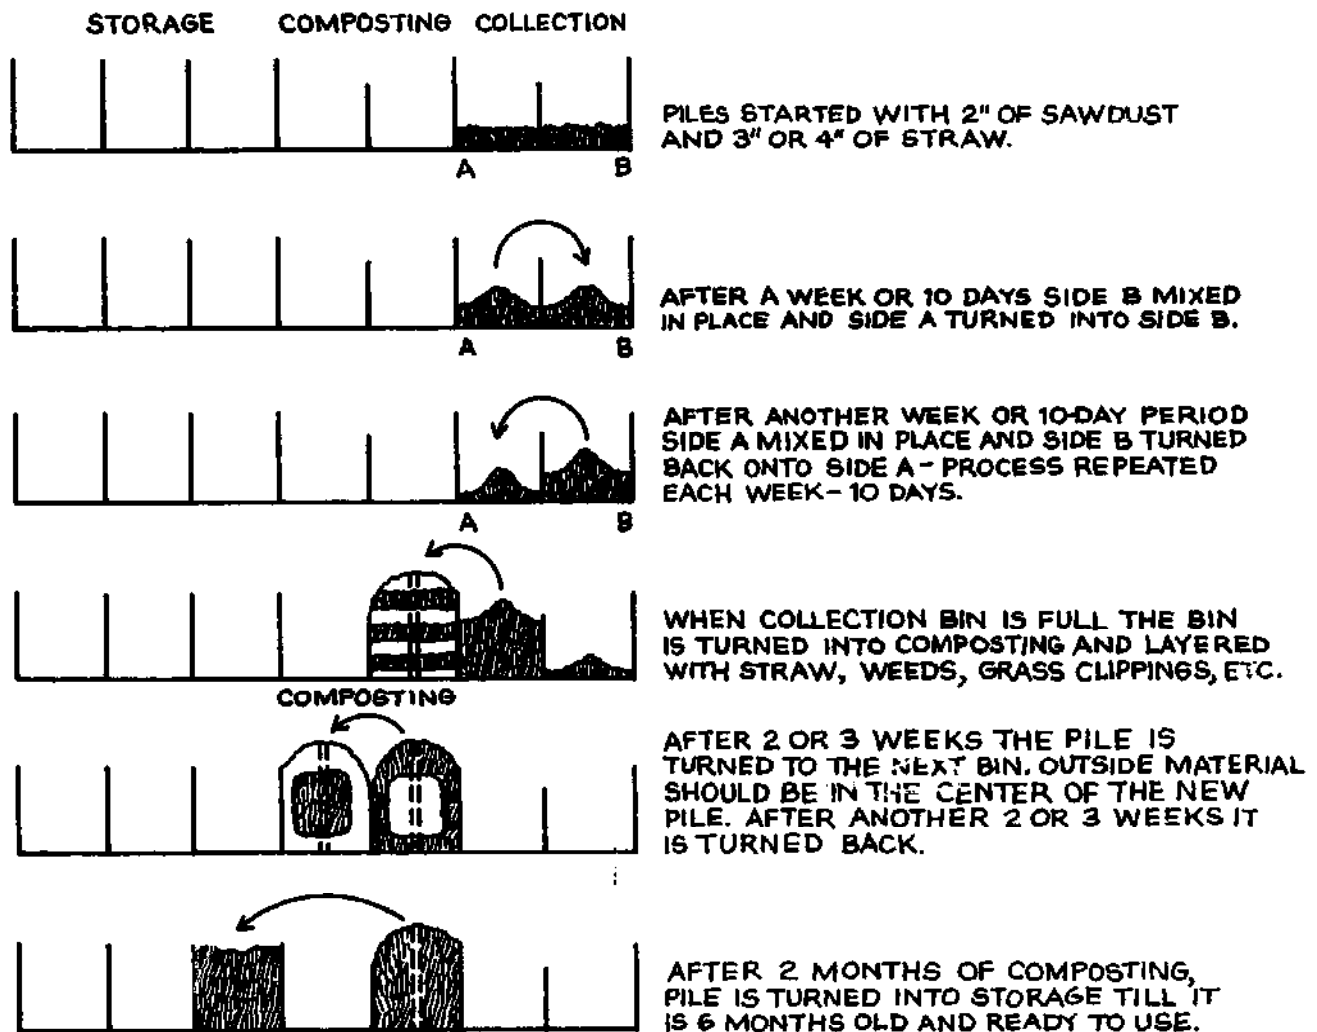 STORAGE COMPOSTING COLLECTION
PILES STARTED WITH 2" OF SAWDUST
AND 3" OR 4" OF STRAW.
A B
AFTER A WEEK OR 10 DAYS SIDE B MIXED
IN PLACE AND SIDE A TURNED INTO SIDE B.
A B
AFTER ANOTHER WEEK OR 10-DAY PERIOD
SIDE A MIXED IN PLACE AND SIDE B TURNED
BACK ONTO SIDE A - PROCESS REPEATED
EACH WEEK - 10 DAYS.
A B
WHEN COLLECTION BIN IS FULL THE BIN
IS TURNED INTO COMPOSTING AND LAYERED
WITH STRAW, WEEDS, GRASS CLIPPINGS, ETC.
COMPOSTING
AFTER 2 OR 3 WEEKS THE PILE IS
TURNED TO THE NEXT BIN. OUTSIDE MATERIAL
SHOULD BE IN THE CENTER OF THE NEW
PILE. AFTER ANOTHER 2 OR 3 WEEKS IT
IS TURNED BACK.
AFTER 2 MONTHS OF COMPOSTING,
PILE IS TURNED INTO STORAGE TILL IT
IS 6 MONTHS OLD AND READY TO USE.